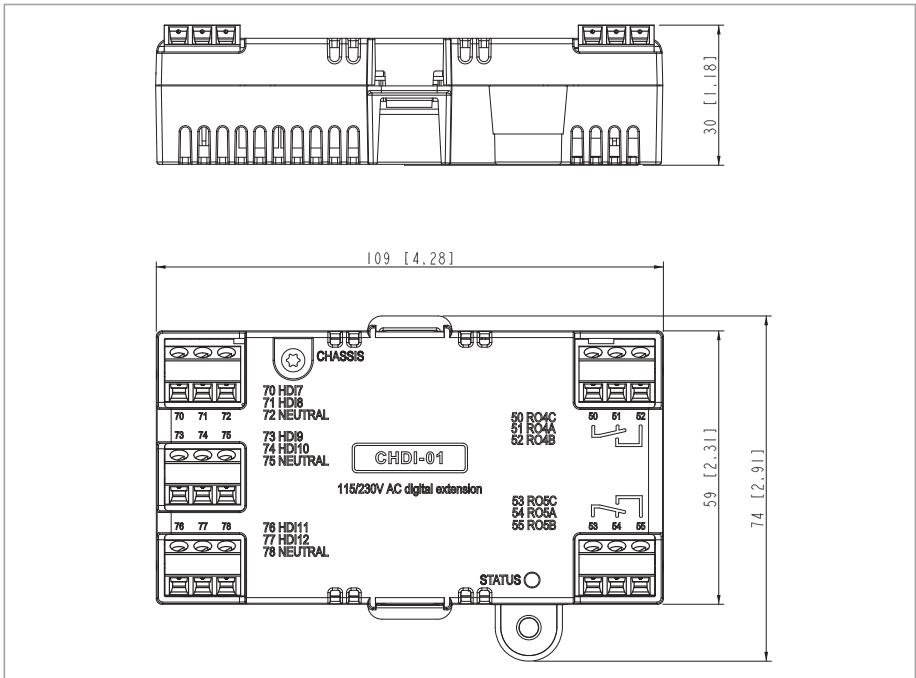 30 [1.18]
109 [4.28]
CHASSIS
70 HDI7
71 HDI8
72 NEUTRAL
70 71 72
73 74 75
73 HDI9
74 HDI10
75 NEUTRAL
CHDI-01
115/230V AC digital extension
76 77 78
76 HDI11
77 HDI12
78 NEUTRAL
50 RO4C
51 RO4A
52 RO4B
50 51 52
53 RO5C
54 RO5A
55 RO5B
53 54 55
STATUS
59 [2.31]
74 [2.91]